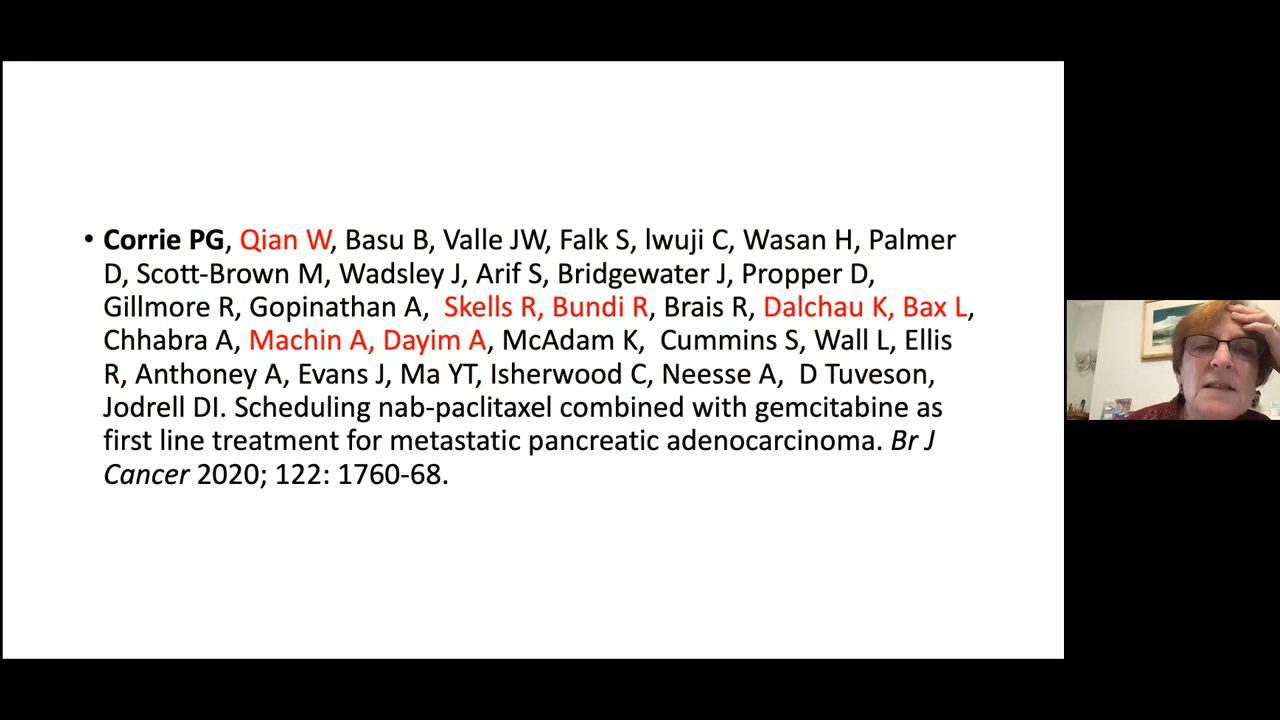 • Corrie PG, Qian W, Basu B, Valle JW, Falk S, lwuji C, Wasan H, Palmer
D, Scott-Brown M, Wadsley J, Arif S, Bridgewater J, Propper D,
Gillmore R, Gopinathan A,  Skells R, Bundi R, Brais R, Dalchau K, Bax L,
Chhabra A, Machin A, Dayim A, McAdam K,  Cummins S, Wall L, Ellis
R, Anthoney A, Evans J, Ma YT, Isherwood C, Neesse A,  D Tuveson,
Jodrell DI. Scheduling nab-paclitaxel combined with gemcitabine as
first line treatment for metastatic pancreatic adenocarcinoma. Br J
Cancer 2020; 122: 1760-68.